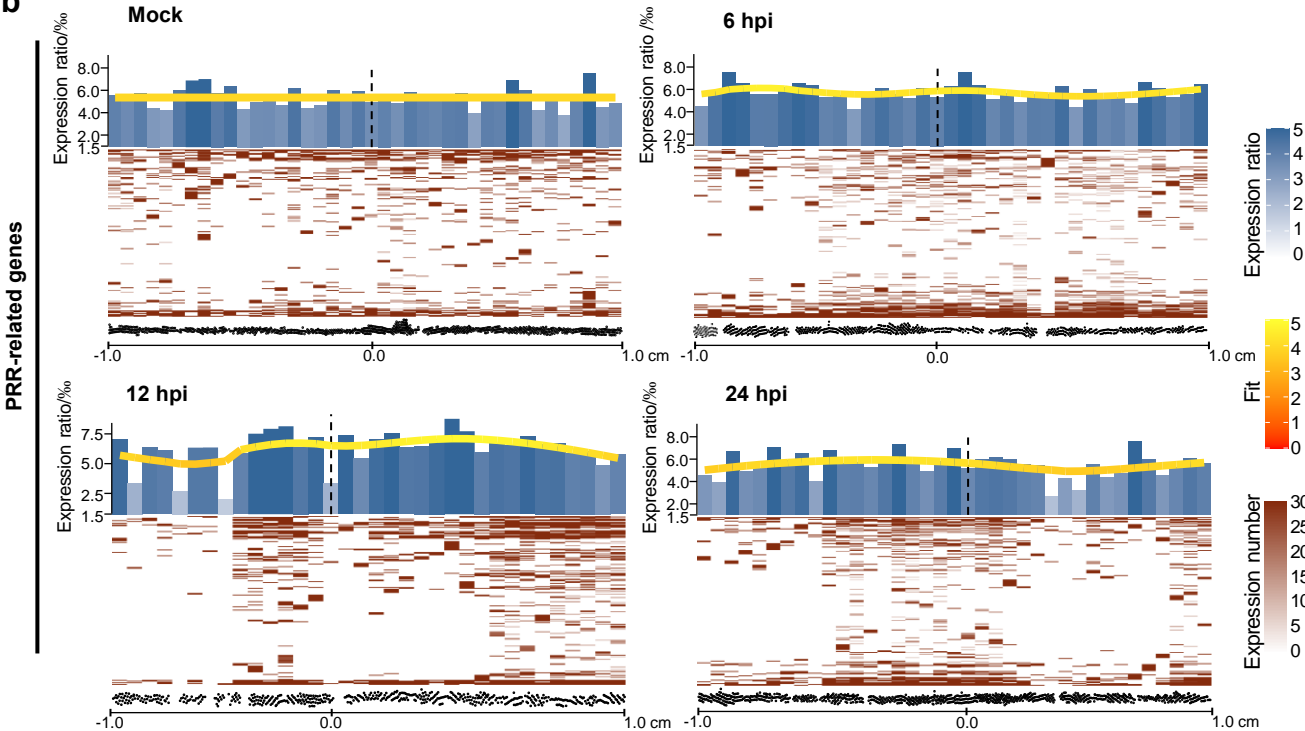 b
PRR-related genes
Mock
Expression ratio/‰
8.0
6.0
4.0
2.0
1.5
-1.0
0.0
1.0 cm
6 hpi
Expression ratio /‰
8.0
6.0
4.0
2.0
1.5
-1.0
0.0
1.0 cm
12 hpi
Expression ratio/‰
7.5
5.0
2.5
1.5
-1.0
0.0
1.0 cm
24 hpi
Expression ratio/‰
8.0
6.0
4.0
2.0
1.5
-1.0
0.0
1.0 cm
Expression ratio
5
4
3
2
1
0
Fit
5
4
3
2
1
0
Expression number
30
25
20
15
10
5
0